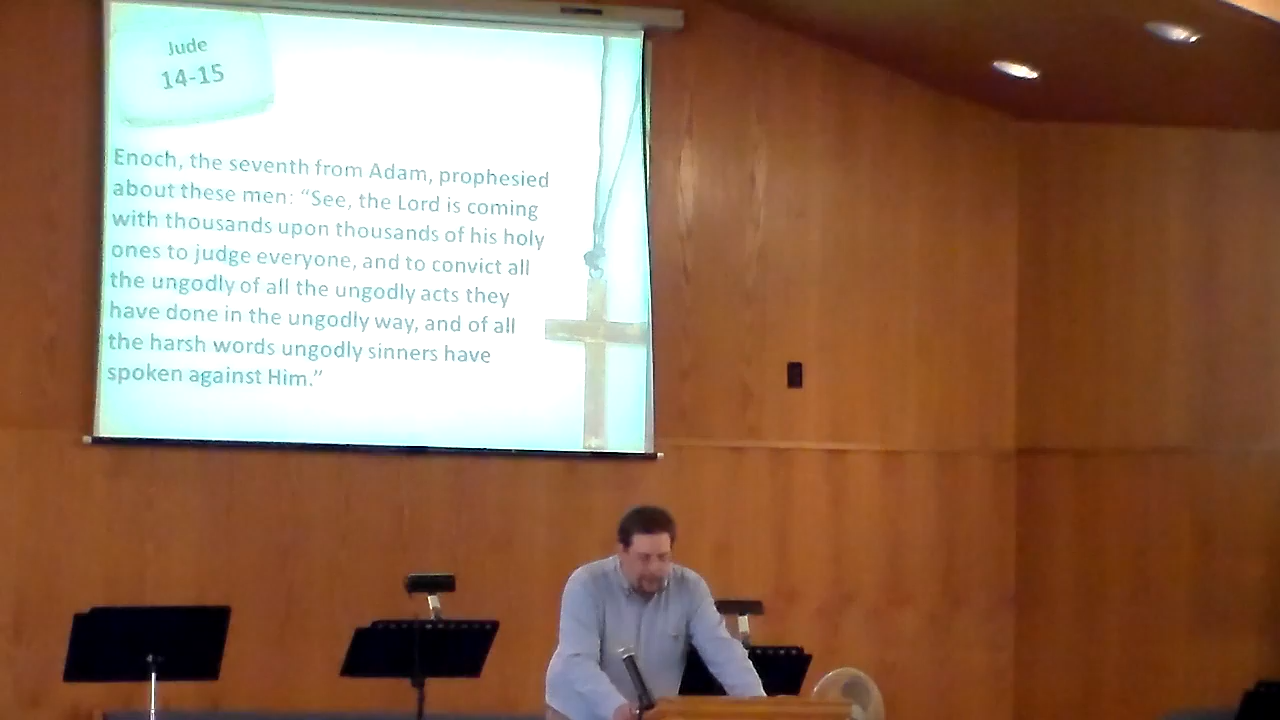 Jude
14-15
Enoch, the seventh from Adam, prophesied
about these men: “See, the Lord is coming
with thousands upon thousands of his holy
ones to judge everyone, and to convict all
the ungodly of all the ungodly acts they
have done in the ungodly way, and of all
the harsh words ungodly sinners have
spoken against Him.”